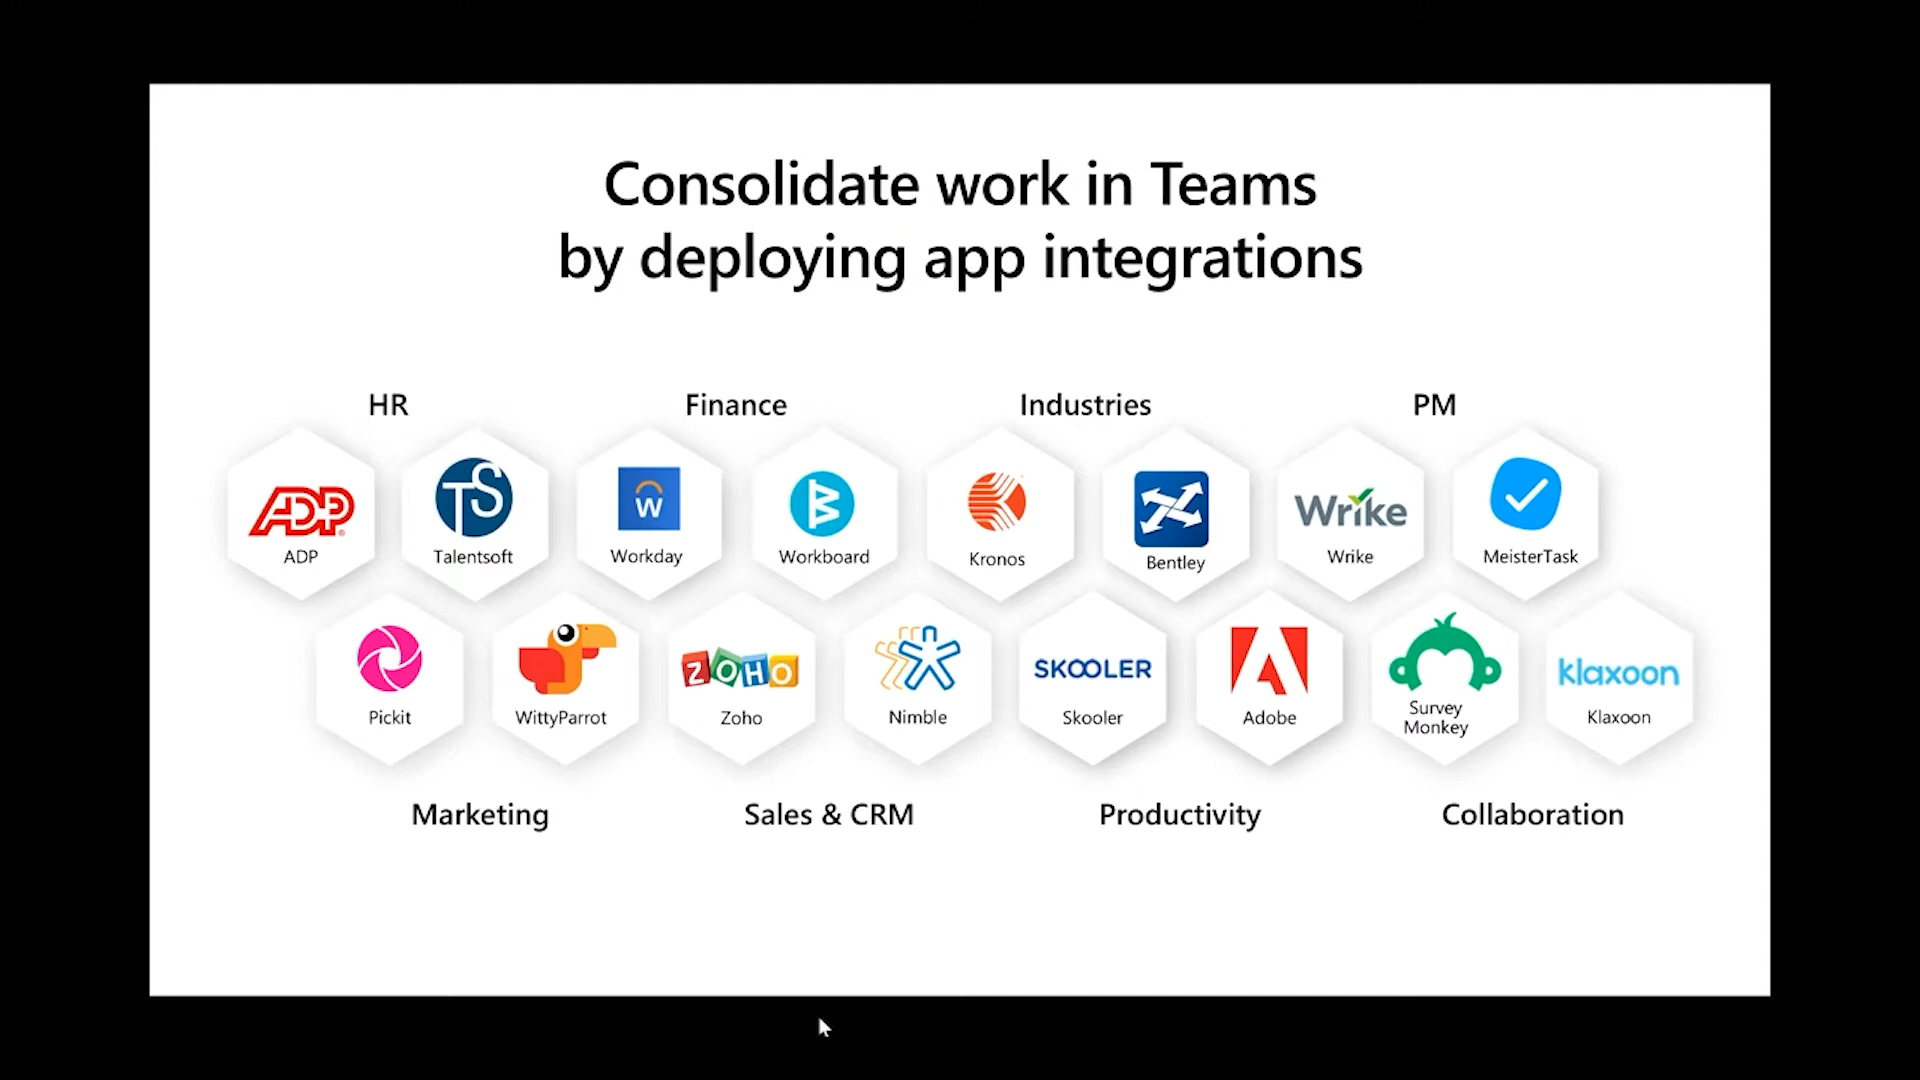 Consolidate work in Teams
by deploying app integrations
HR
Finance
Industries
PM
ADP
ADP
TS
Talentsoft
W
Workday
Workboard
Kronos
Bentley
Wrike
Wrike
MeisterTask
Pickit
WittyParrot
ZOHO
Zoho
Nimble
SKOOLER
Skooler
Adobe
Survey
Monkey
klaxoon
Klaxoon
Marketing
Sales & CRM
Productivity
Collaboration